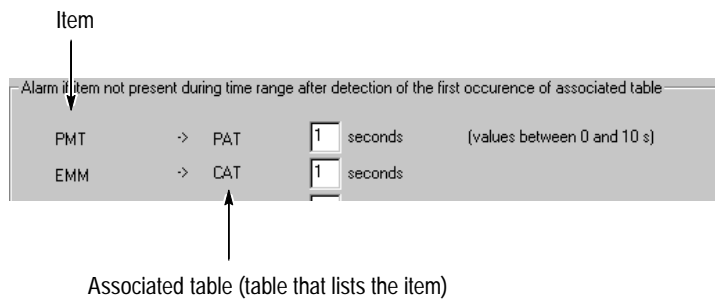 Item
Alarm if item not present during time range after detection of the first occurence of associated table
PMT -> PAT 1 seconds (values between 0 and 10 s)
EMM -> CAT 1 seconds
Associated table (table that lists the item)